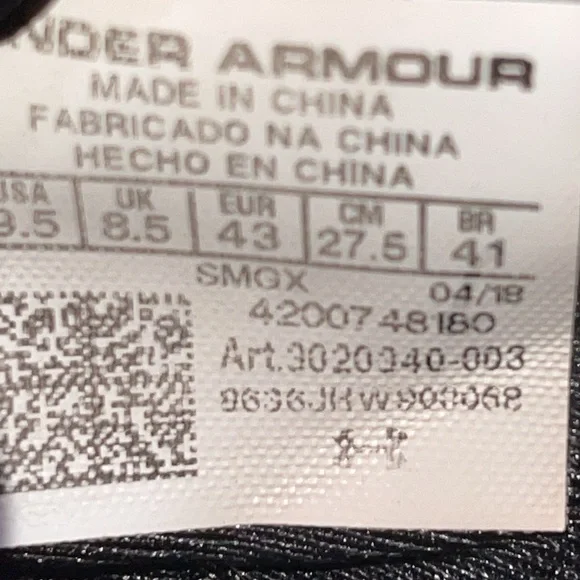 UNDER ARMOUR
MADE IN CHINA
FABRICADO NA CHINA
HECHO EN CHINA
USA UK EUR CM BR
9.5 8.5 43 27.5 41
SMGX 04/18
4200748180
Art.3020340-003